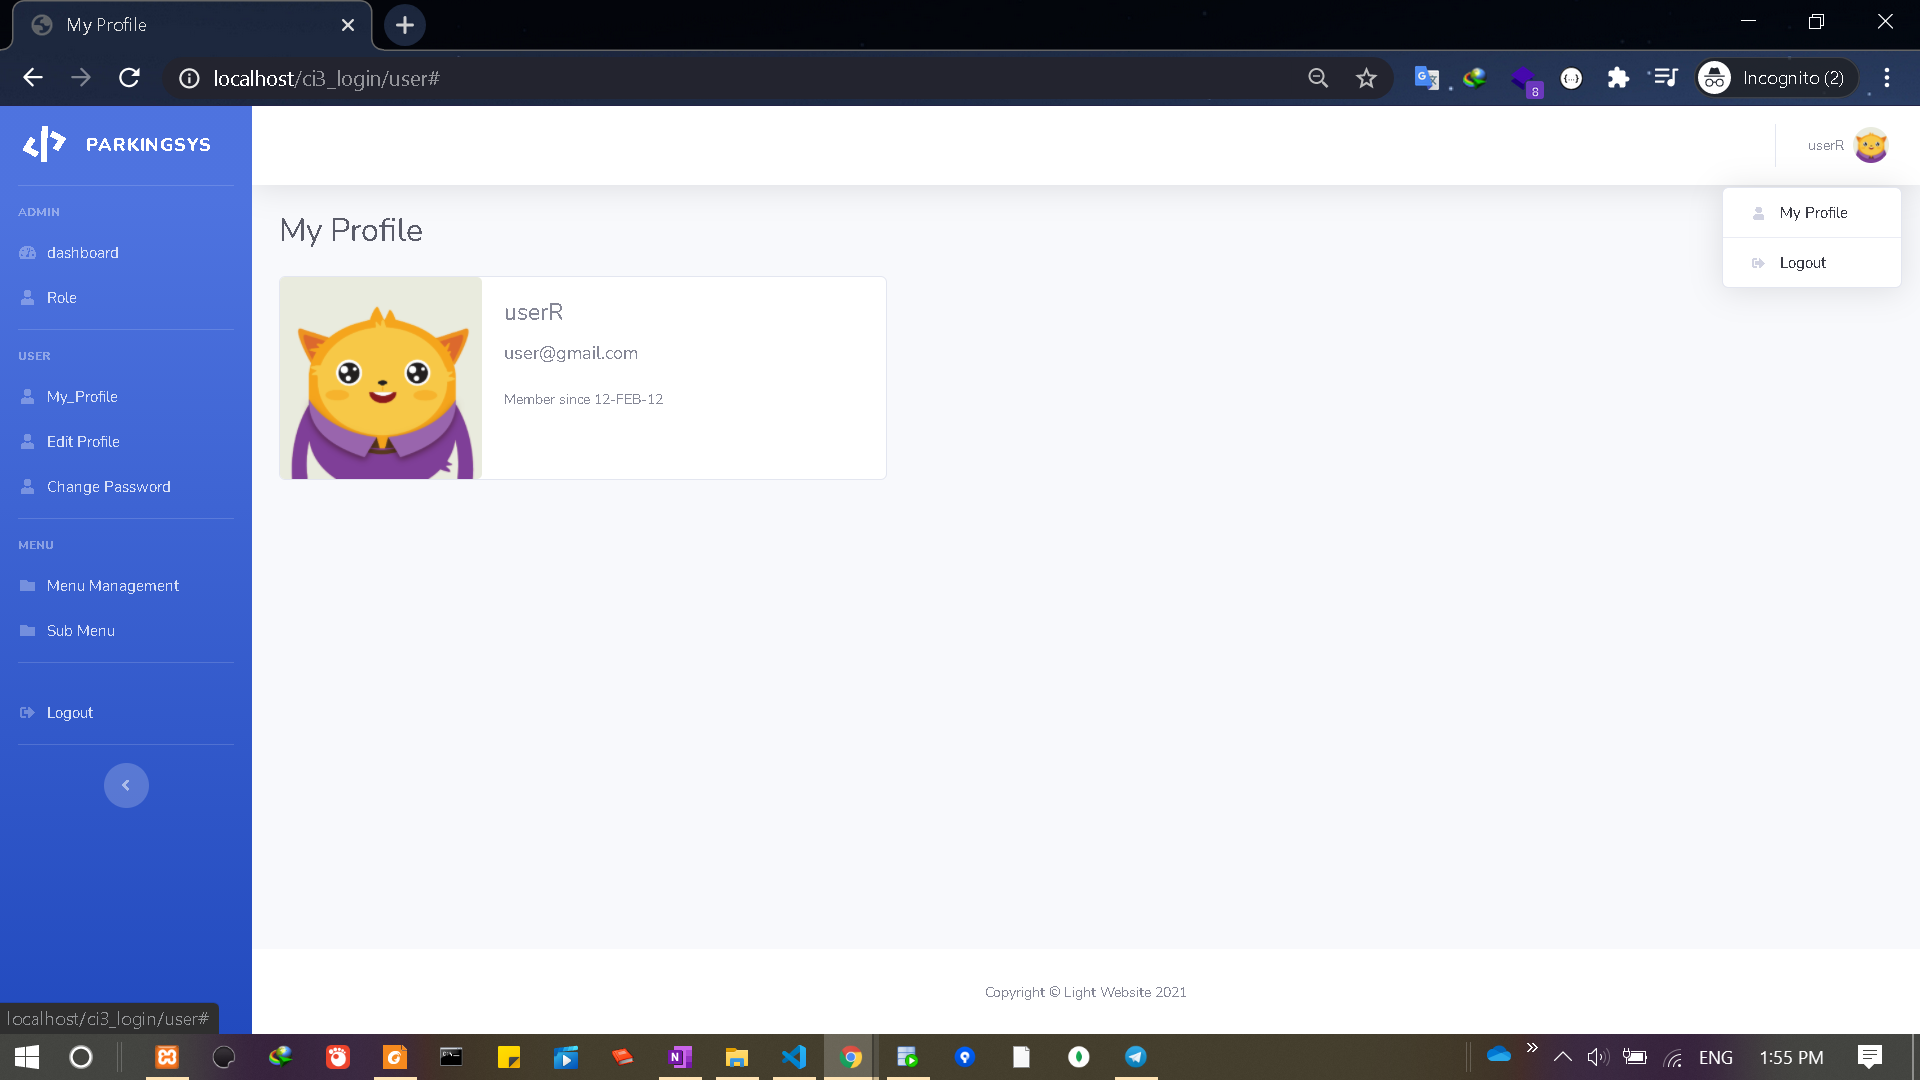 My Profile
localhost/ci3_login/user#
8
Incognito (2)
PARKINGSYS
userR
My Profile
Logout
ADMIN
dashboard
Role
USER
My_Profile
Edit Profile
Change Password
MENU
Menu Management
Sub Menu
Logout
My Profile
userR
user@gmail.com
Member since 12-FEB-12
Copyright © Light Website 2021
localhost/ci3_login/user#
ENG
1:55 PM